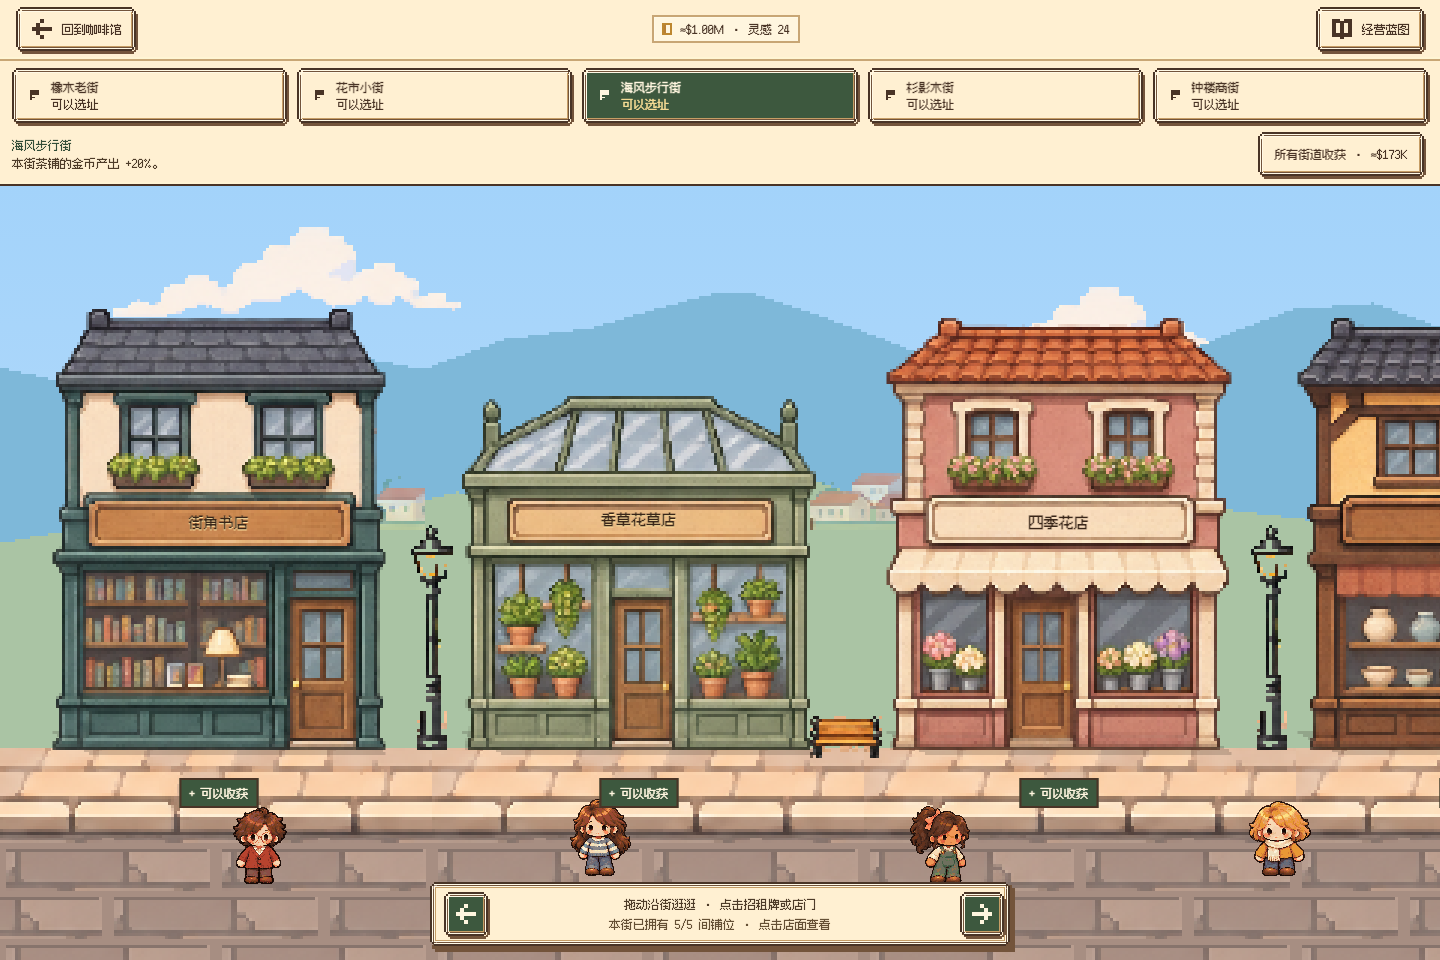 回到咖啡馆
≈$1.00M · 灵感 24
经营蓝图
橡木老街
可以选址
花市小街
可以选址
海风步行街
可以选址
杉影木街
可以选址
钟楼商街
可以选址
海风步行街
本街茶铺的金币产出 +20%。
所有街道收获 · ≈$173K
街角书店
香草花草店
四季花店
+ 可以收获
+ 可以收获
+ 可以收获
拖动沿街逛逛 · 点击招租牌或店门
本街已拥有 5/5 间铺位 · 点击店面查看